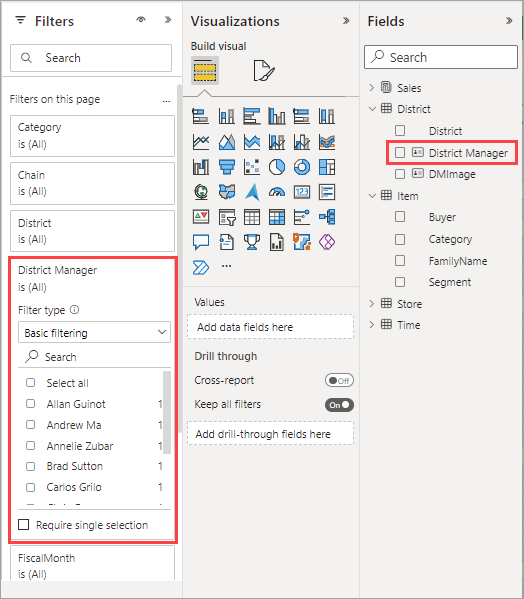 Filters
Search
Filters on this page
...
Category
is (All)
Chain
is (All)
District
is (All)
District Manager
is (All)
Filter type
Basic filtering
Search
Select all
Allan Guinot 1
Andrew Ma 1
Annelie Zubar 1
Brad Sutton 1
Carlos Grilo 1
Require single selection
FiscalMonth
is (All)
Visualizations
Build visual
...
Values
Add data fields here
Drill through
Cross-report Off
Keep all filters On
Add drill-through fields here
Fields
Search
Sales
District
District
District Manager
DMImage
Item
Buyer
Category
FamilyName
Segment
Store
Time